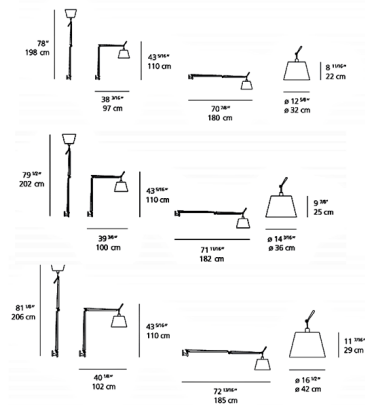 78"
198 cm
43 5/16"
110 cm
38 3/16"
97 cm
70 7/8"
180 cm
8 11/16"
22 cm
ø 12 5/8"
ø 32 cm
79 1/2"
202 cm
43 5/16"
110 cm
39 3/8"
100 cm
71 11/16"
182 cm
9 7/8"
25 cm
ø 14 3/16"
ø 36 cm
81 1/8"
206 cm
43 5/16"
110 cm
40 1/8"
102 cm
72 13/16"
185 cm
11 7/16"
29 cm
ø 16 1/2"
ø 42 cm